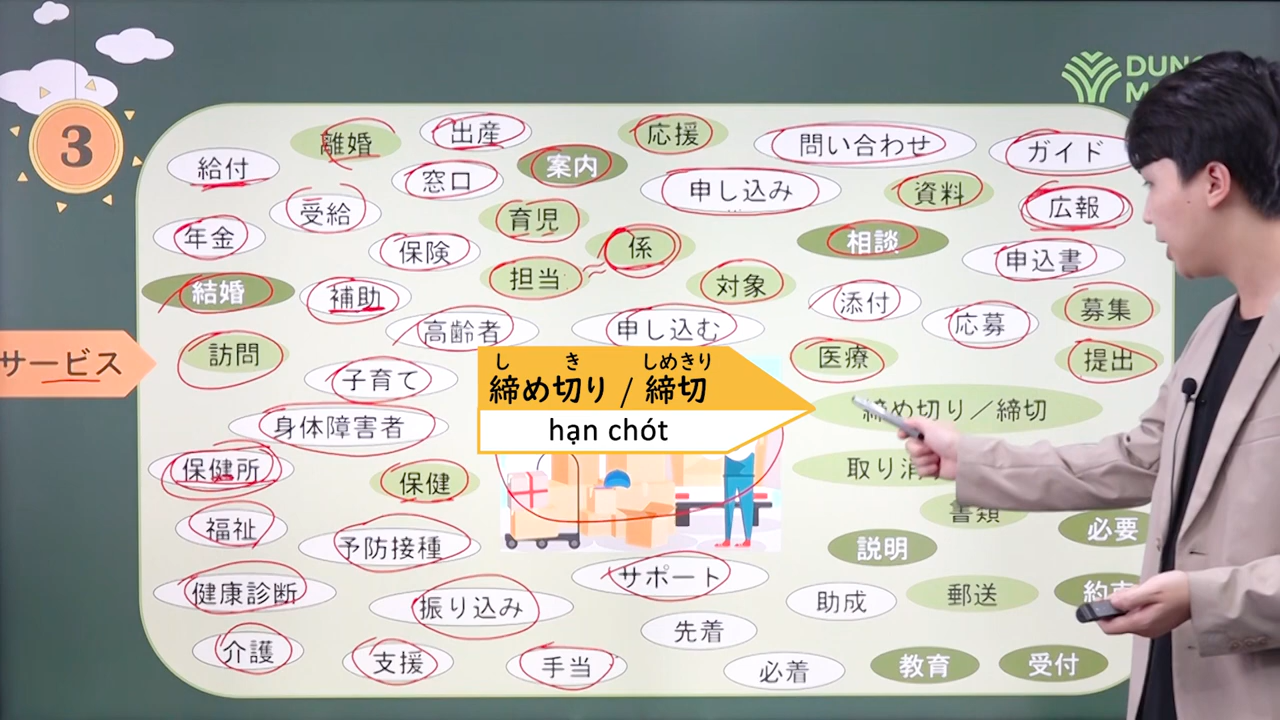 3
DUNG
M
離婚
出産
応援
問い合わせ
ガイド
給付
窓口
案内
申し込み
資料
広報
受給
育児
年金
保険
係
相談
申込書
担当
結婚
補助
対象
添付
募集
高齢者
申し込む
応募
訪問
医療
提出
サービス
子育て
し き しめきり
締め切り / 締切
hạn chót
締め切り／締切
身体障害者
保健所
保健
取り消
書類
福祉
必要
予防接種
説明
健康診断
振り込み
サポート
助成
郵送
約束
介護
支援
手当
先着
必着
教育
受付